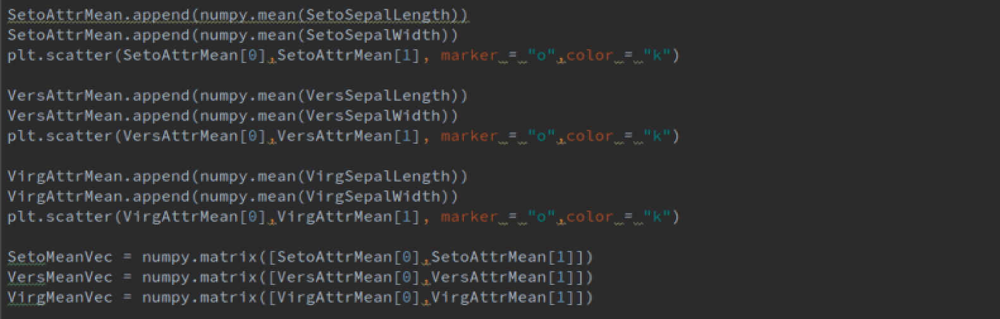 SetoAttrMean.append(numpy.mean(SetoSepalLength))
SetoAttrMean.append(numpy.mean(SetoSepalWidth))
plt.scatter(SetoAttrMean[0],SetoAttrMean[1], marker = "o",color = "k")
VersAttrMean.append(numpy.mean(VersSepalLength))
VersAttrMean.append(numpy.mean(VersSepalWidth))
plt.scatter(VersAttrMean[0],VersAttrMean[1], marker = "o",color = "k")
VirgAttrMean.append(numpy.mean(VirgSepalLength))
VirgAttrMean.append(numpy.mean(VirgSepalWidth))
plt.scatter(VirgAttrMean[0],VirgAttrMean[1], marker = "o",color = "k")
SetoMeanVec = numpy.matrix([SetoAttrMean[0],SetoAttrMean[1]])
VersMeanVec = numpy.matrix([VersAttrMean[0],VersAttrMean[1]])
VirgMeanVec = numpy.matrix([VirgAttrMean[0],VirgAttrMean[1]])